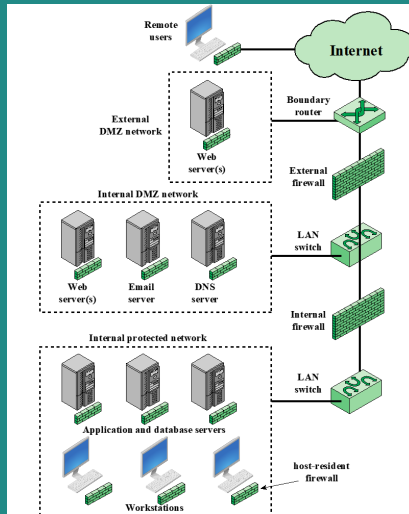 Remote
users
Internet
External
DMZ network
Web
server(s)
Boundary
router
External
firewall
Internal DMZ network
Web
server(s)
Email
server
DNS
server
LAN
switch
Internal
firewall
Internal protected network
LAN
switch
Application and database servers
host-resident
firewall
Workstations